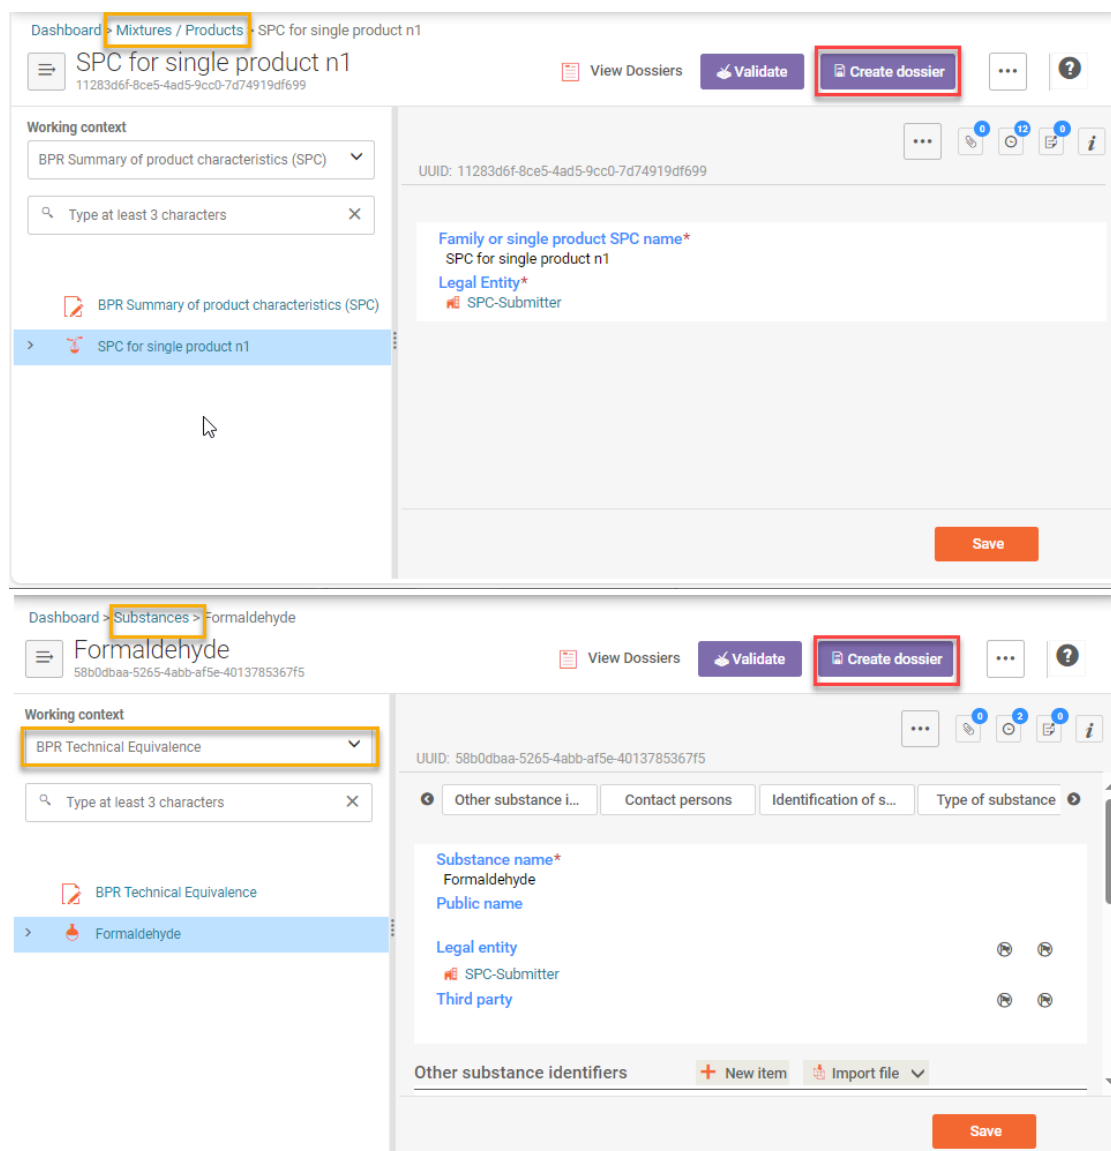 Dashboard > Mixtures / Products > SPC for single product n1
SPC for single product n1
11283d6f-8ce5-4ad5-9cc0-7d74919df699
View Dossiers
Validate
Create dossier
...
?
Working context
BPR Summary of product characteristics (SPC)
0
12
0
i
UUID: 11283d6f-8ce5-4ad5-9cc0-7d74919df699
Type at least 3 characters
Family or single product SPC name*
SPC for single product n1
Legal Entity*
SPC-Submitter
BPR Summary of product characteristics (SPC)
SPC for single product n1
Save
Dashboard > Substances > Formaldehyde
Formaldehyde
58b0dbaa-5265-4abb-af5e-4013785367f5
View Dossiers
Validate
Create dossier
...
?
Working context
BPR Technical Equivalence
...
0
2
0
i
UUID: 58b0dbaa-5265-4abb-af5e-4013785367f5
Type at least 3 characters
Other substance i...
Contact persons
Identification of s...
Type of substance
Substance name*
Formaldehyde
Public name
BPR Technical Equivalence
Formaldehyde
Legal entity
SPC-Submitter
Third party
Other substance identifiers
New item
Import file
Save